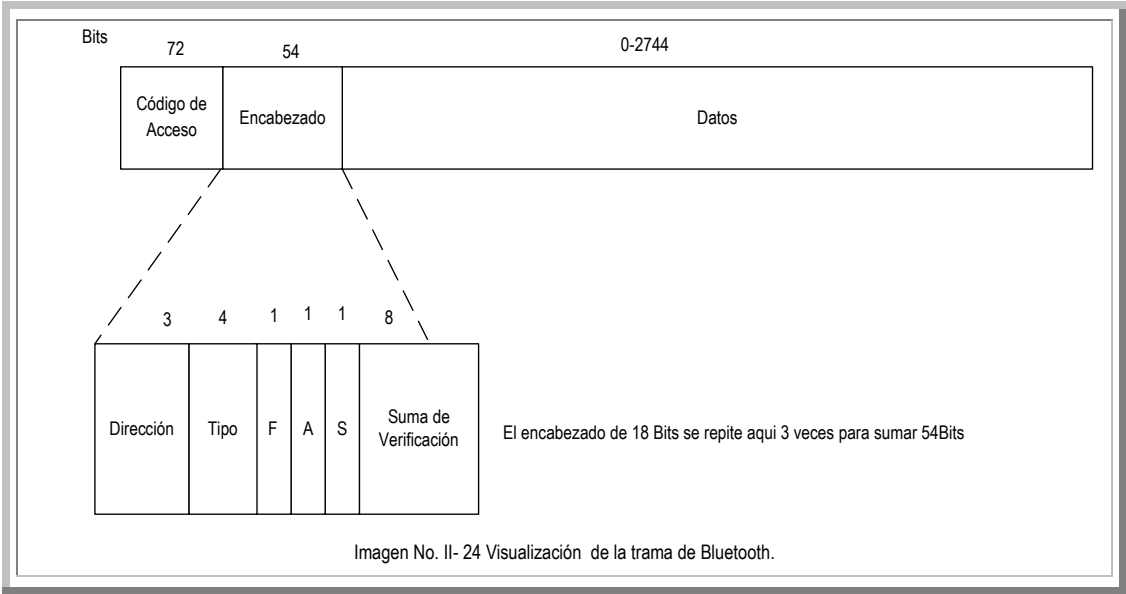 Bits
72 54 0-2744
Código de
Acceso
Encabezado
Datos
3 4 1 1 1 8
Dirección
Tipo
F
A
S
Suma de
Verificación
El encabezado de 18 Bits se repite aqui 3 veces para sumar 54Bits
Imagen No. II- 24 Visualización de la trama de Bluetooth.